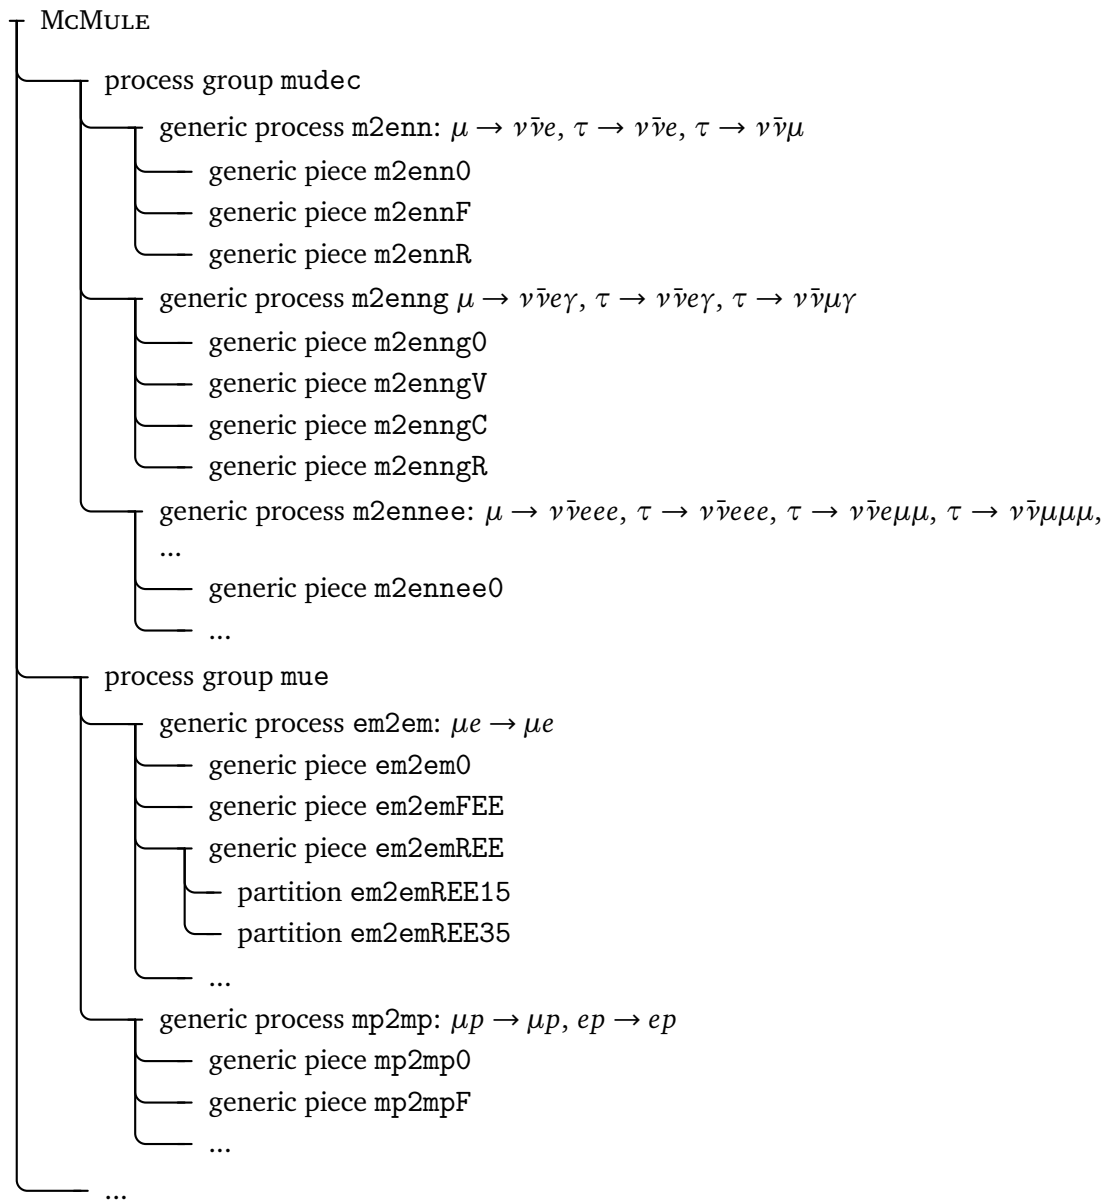 McMule
process group mudec
generic process m2enn: μ → νν̄e, τ → νν̄e, τ → νν̄μ
generic piece m2enn0
generic piece m2ennF
generic piece m2ennR
generic process m2enng μ → νν̄eγ, τ → νν̄eγ, τ → νν̄μγ
generic piece m2enng0
generic piece m2enngV
generic piece m2enngC
generic piece m2enngR
generic process m2ennee: μ → νν̄eee, τ → νν̄eee, τ → νν̄eμμ, τ → νν̄μμμ,
...
generic piece m2ennee0
...
process group mue
generic process em2em: μe → μe
generic piece em2em0
generic piece em2emFEE
generic piece em2emREE
partition em2emREE15
partition em2emREE35
...
generic process mp2mp: μp → μp, ep → ep
generic piece mp2mp0
generic piece mp2mpF
...
...